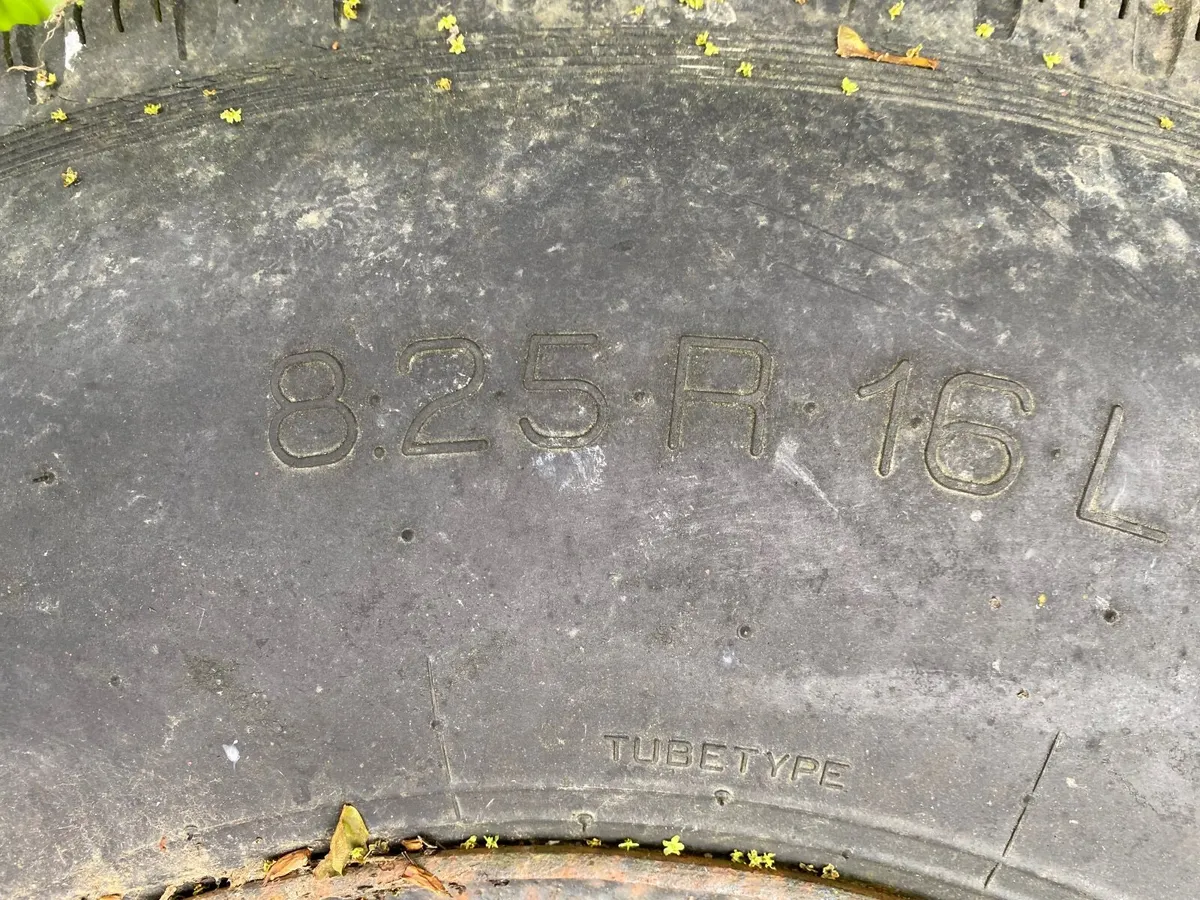 8.25 R 16 L
TUBETYPE